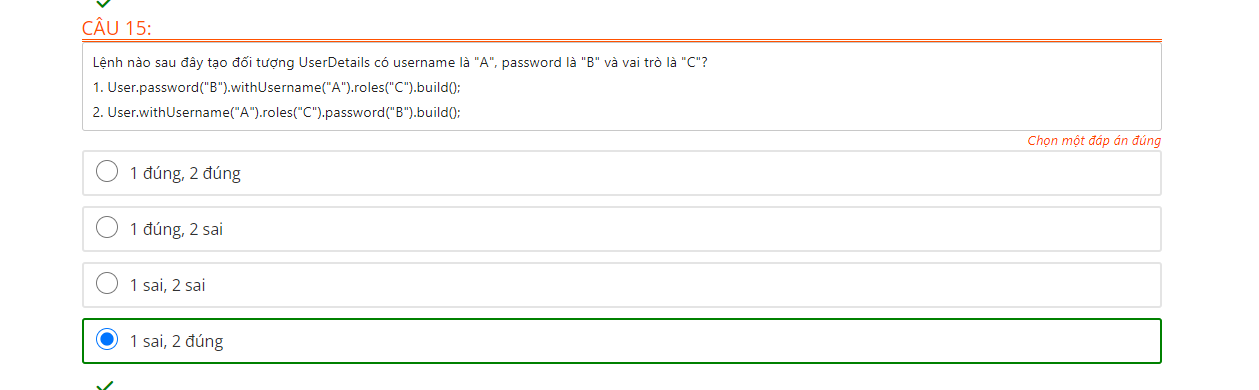 CÂU 15:
Lệnh nào sau đây tạo đối tượng UserDetails có username là "A", password là "B" và vai trò là "C"?
1. User.password("B").withUsername("A").roles("C").build();
2. User.withUsername("A").roles("C").password("B").build();
Chọn một đáp án đúng
1 đúng, 2 đúng
1 đúng, 2 sai
1 sai, 2 sai
1 sai, 2 đúng